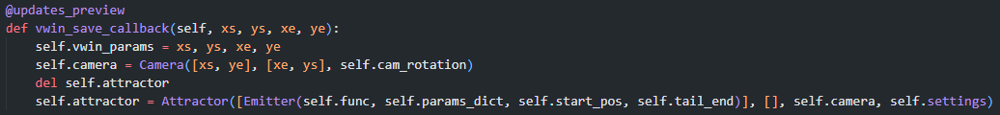 @updates_preview
def vwin_save_callback(self, xs, ys, xe, ye):
    self.vwin_params = xs, ys, xe, ye
    self.camera = Camera([xs, ye], [xe, ys], self.cam_rotation)
    del self.attractor
    self.attractor = Attractor([Emitter(self.func, self.params_dict, self.start_pos, self.tail_end)], [], self.camera, self.settings)